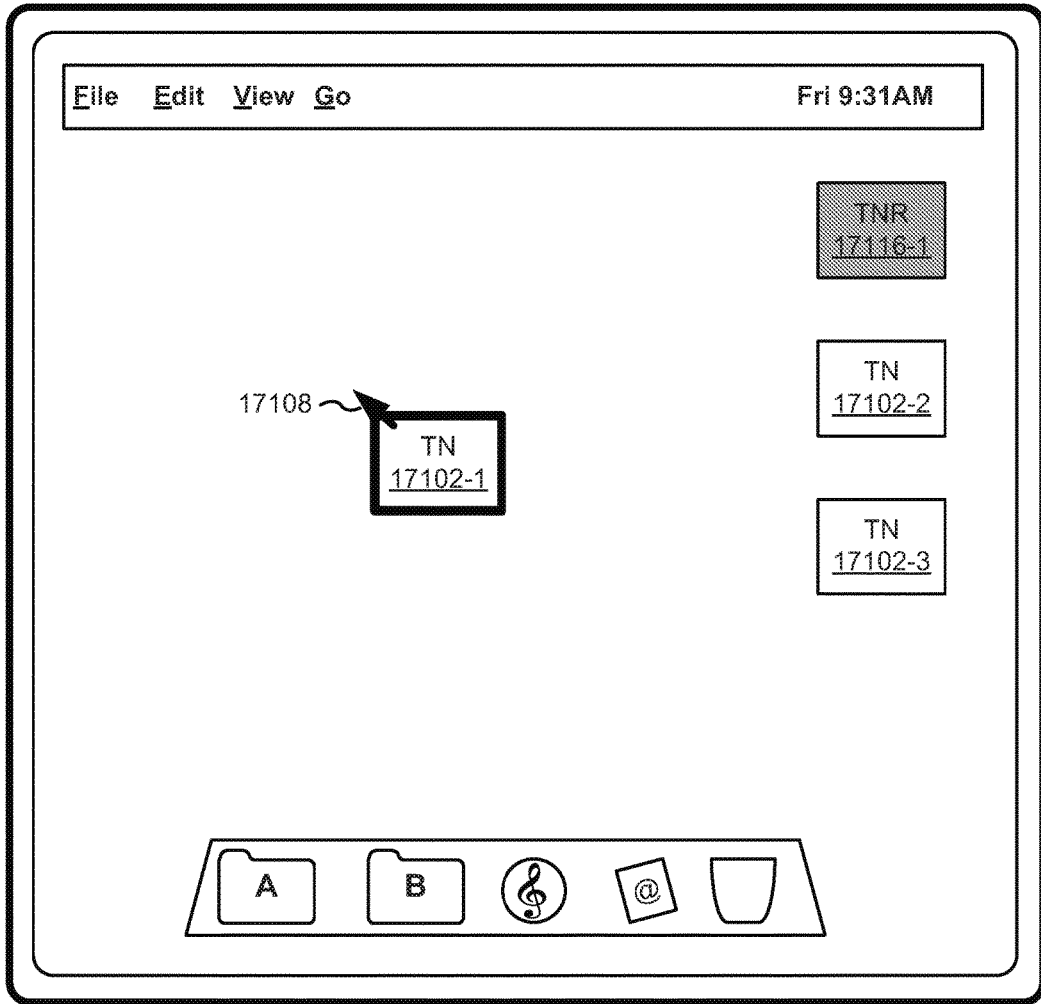 File Edit View Go Fri 9:31AM
TNR
17116-1
TN
17102-2
17108
TN
17102-1
TN
17102-3
A B @